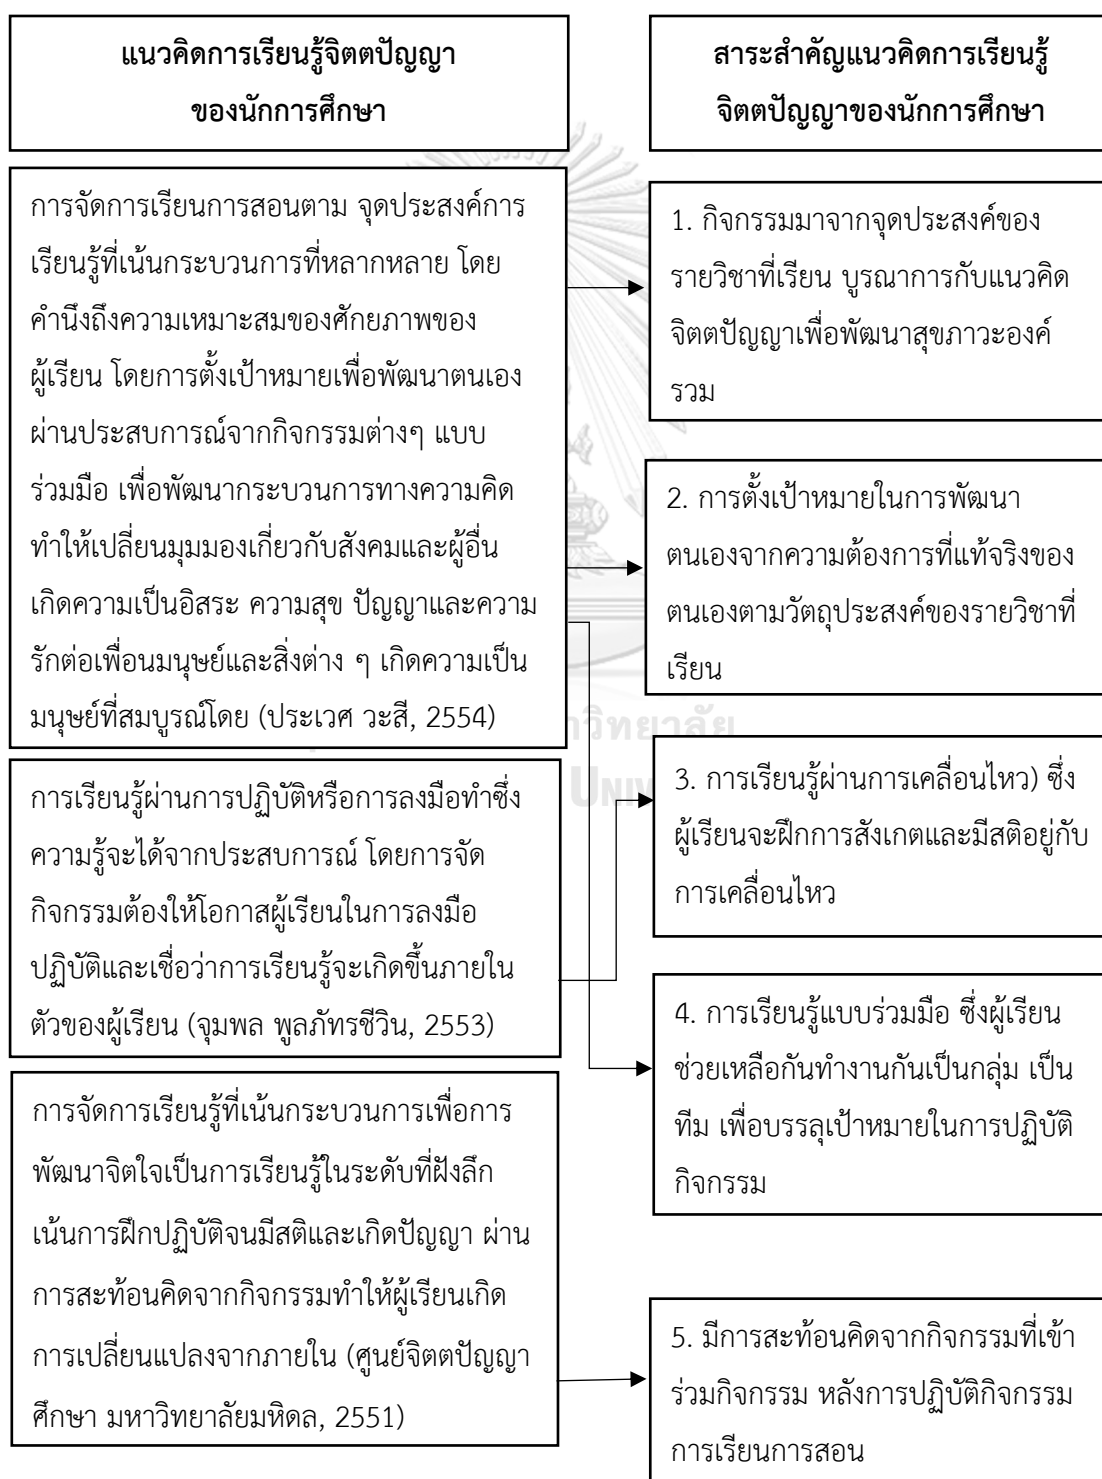 แนวคิดการเรียนรู้จิตตปัญญา
ของนักการศึกษา
สาระสำคัญแนวคิดการเรียนรู้
จิตตปัญญาของนักการศึกษา
การจัดการเรียนการสอนตาม จุดประสงค์การ
เรียนรู้ที่เน้นกระบวนการที่หลากหลาย โดย
คำนึงถึงความเหมาะสมของศักยภาพของ
ผู้เรียน โดยการตั้งเป้าหมายเพื่อพัฒนาตนเอง
ผ่านประสบการณ์จากกิจกรรมต่างๆ แบบ
ร่วมมือ เพื่อพัฒนากระบวนการทางความคิด
ทำให้เปลี่ยนมุมมองเกี่ยวกับสังคมและผู้อื่น
เกิดความเป็นอิสระ ความสุข ปัญญาและความ
รักต่อเพื่อนมนุษย์และสิ่งต่าง ๆ เกิดความเป็น
มนุษย์ที่สมบูรณ์โดย (ประเวศ วะสี, 2554)
การเรียนรู้ผ่านการปฏิบัติหรือการลงมือทำซึ่ง
ความรู้จะได้จากประสบการณ์ โดยการจัด
กิจกรรมต้องให้โอกาสผู้เรียนในการลงมือ
ปฏิบัติและเชื่อว่าการเรียนรู้จะเกิดขึ้นภายใน
ตัวของผู้เรียน (จุมพล พูลภัทรชีวิน, 2553)
การจัดการเรียนรู้ที่เน้นกระบวนการเพื่อการ
พัฒนาจิตใจเป็นการเรียนรู้ในระดับที่ฝังลึก
เน้นการฝึกปฏิบัติจนมีสติและเกิดปัญญา ผ่าน
การสะท้อนคิดจากกิจกรรมทำให้ผู้เรียนเกิด
การเปลี่ยนแปลงจากภายใน (ศูนย์จิตตปัญญา
ศึกษา มหาวิทยาลัยมหิดล, 2551)
1. กิจกรรมมาจากจุดประสงค์ของ
รายวิชาที่เรียน บูรณาการกับแนวคิด
จิตตปัญญาเพื่อพัฒนาสุขภาวะองค์
รวม
2. การตั้งเป้าหมายในการพัฒนา
ตนเองจากความต้องการที่แท้จริงของ
ตนเองตามวัตถุประสงค์ของรายวิชาที่
เรียน
3. การเรียนรู้ผ่านการเคลื่อนไหว) ซึ่ง
ผู้เรียนจะฝึกการสังเกตและมีสติอยู่กับ
การเคลื่อนไหว
4. การเรียนรู้แบบร่วมมือ ซึ่งผู้เรียน
ช่วยเหลือกันทำงานกันเป็นกลุ่ม เป็น
ทีม เพื่อบรรลุเป้าหมายในการปฏิบัติ
กิจกรรม
5. มีการสะท้อนคิดจากกิจกรรมที่เข้า
ร่วมกิจกรรม หลังการปฏิบัติกิจกรรม
การเรียนการสอน